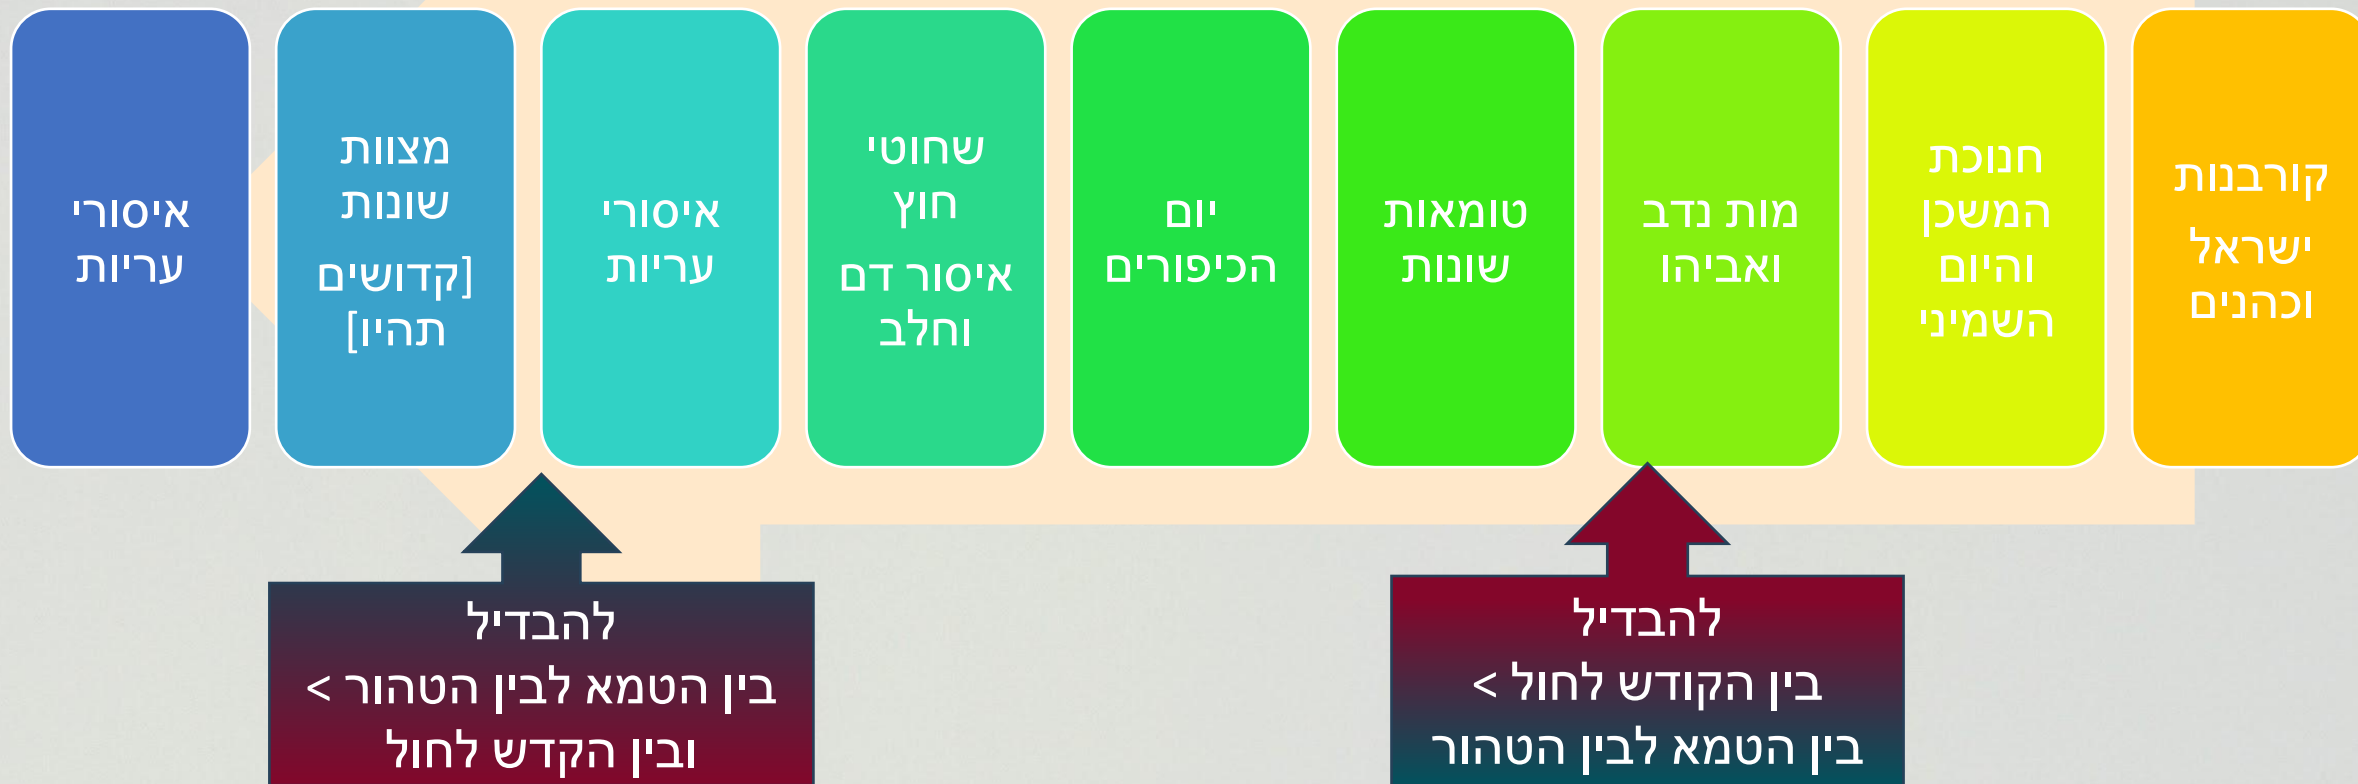 קורבנות
ישראל
וכהנים
חנוכת
המשכן
והיום
השמיני
מות נדב
ואביהו
טומאות
שונות
יום
הכיפורים
שחוטי
חוץ
איסור דם
וחלב
איסורי
עריות
מצוות
שונות
[קדושים
תהיו]
איסורי
עריות
להבדיל
בין הקודש לחול >
בין הטמא לבין הטהור
להבדיל
בין הטמא לבין הטהור >
ובין הקדש לחול